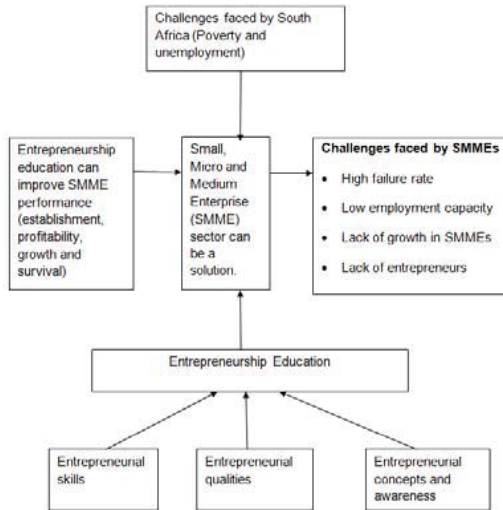 Challenges faced by South
Africa (Poverty and
unemployment)
Entrepreneurship
education can
improve SMME
performance
(establishment,
profitability,
growth and
survival)
Small,
Micro and
Medium
Enterprise
(SMME)
sector can
be a
solution.
Challenges faced by SMMEs
• High failure rate
• Low employment capacity
• Lack of growth in SMMEs
• Lack of entrepreneurs
Entrepreneurship Education
Entrepreneurial
skills
Entrepreneurial
qualities
Entrepreneurial
concepts and
awareness